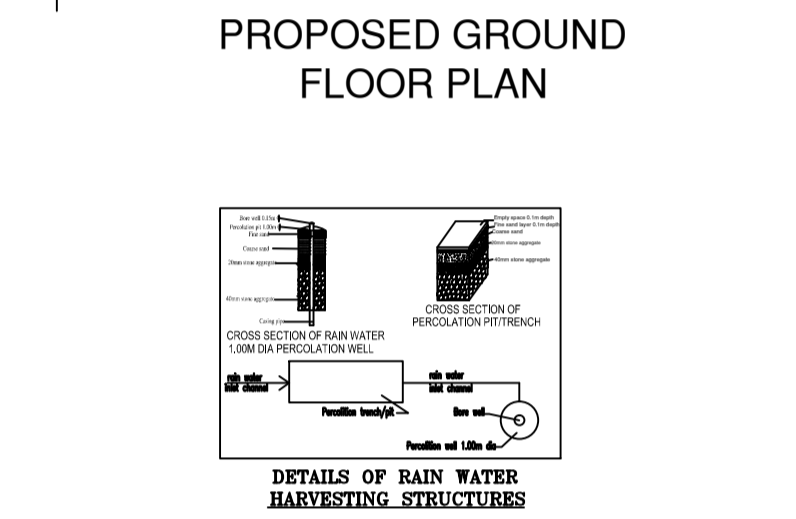 PROPOSED GROUND
FLOOR PLAN
Bore well 0.15m
Percolation pit 1.00m
Fine sand
Coarse sand
20mm stone aggregate
40mm stone aggregate
Casing pipe
CROSS SECTION OF RAIN WATER
1.00M DIA PERCOLATION WELL
Empty space 0.1m depth
Fine sand layer 0.1m depth
Coarse sand
20mm stone aggregate
40mm stone aggregate
CROSS SECTION OF
PERCOLATION PIT/TRENCH
rain water
inlet channel
Percolition trench/pit
rain water
inlet channel
Bore well
Percolition well 1.00m dia
DETAILS OF RAIN WATER
HARVESTING STRUCTURES